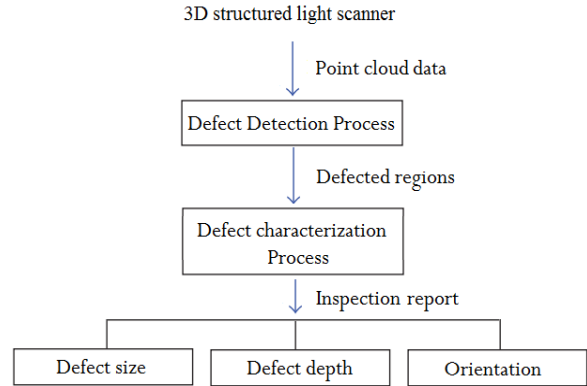 3D structured light scanner
Point cloud data
Defect Detection Process
Defected regions
Defect characterization
Process
Inspection report
Defect size
Defect depth
Orientation